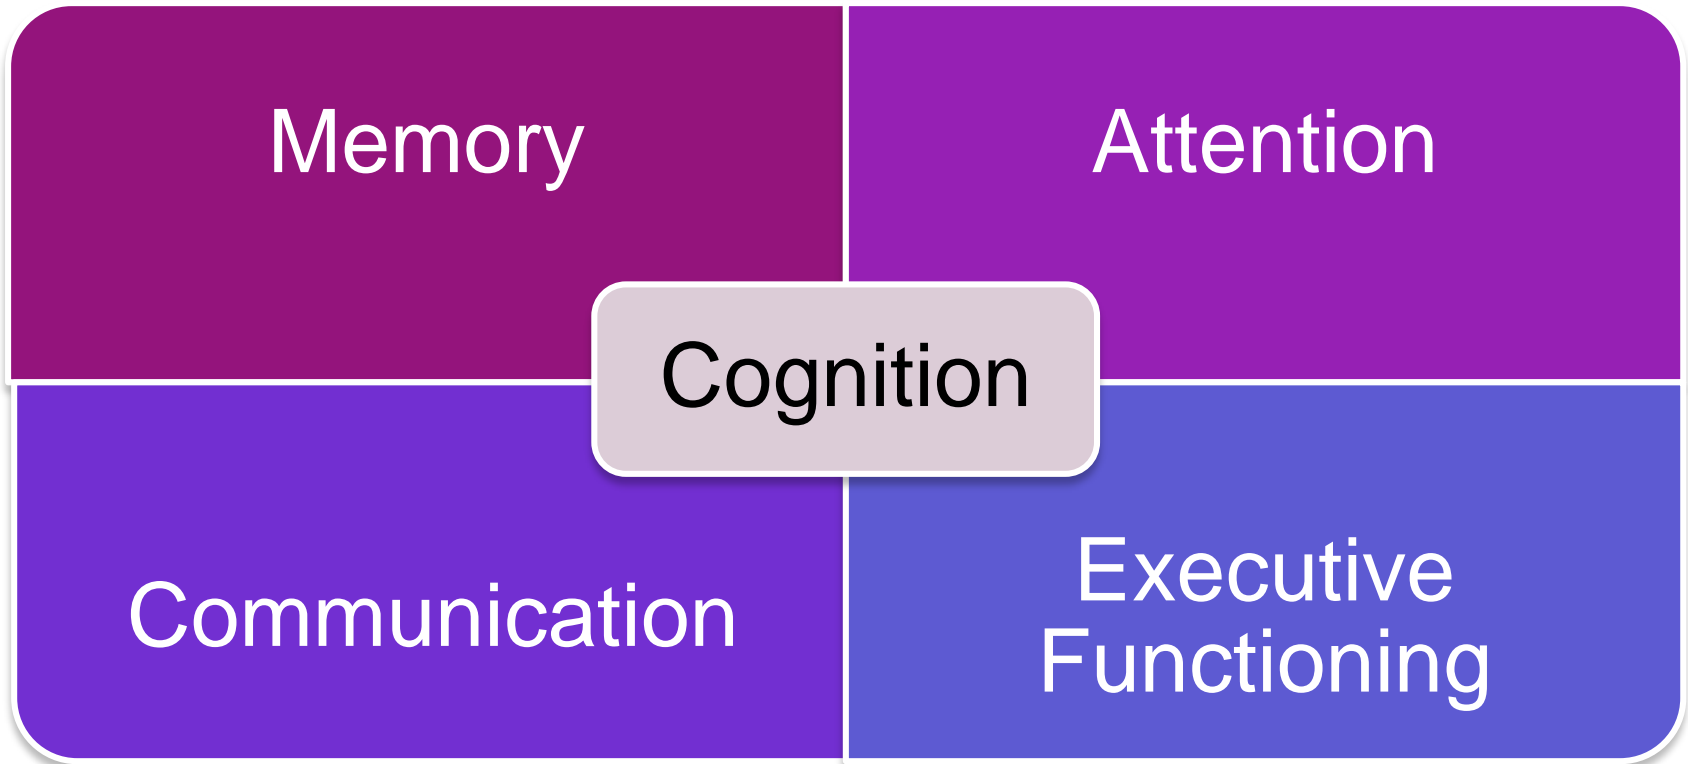 Memory
Attention
Cognition
Communication
Executive
Functioning